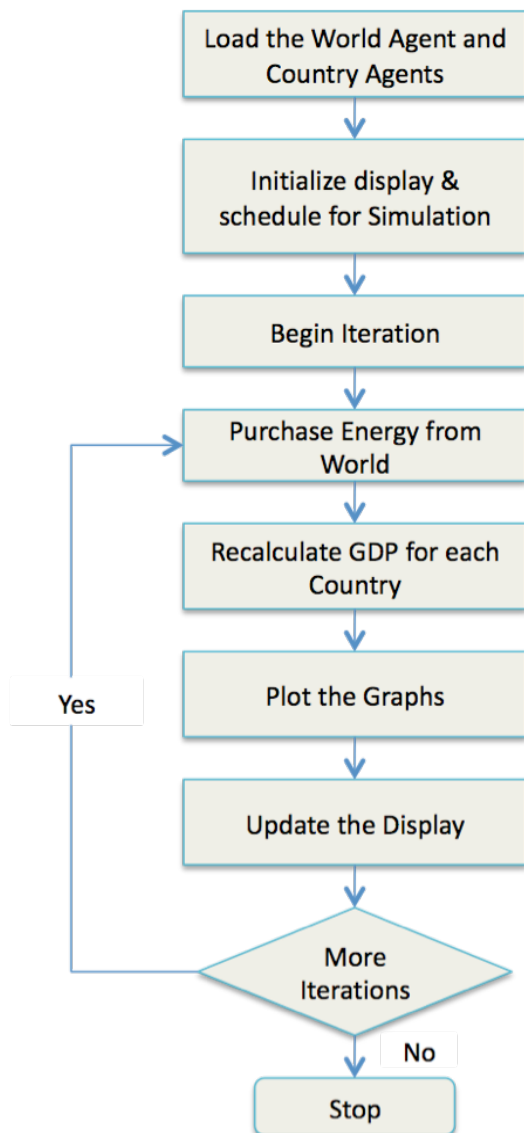 Load the World Agent and
Country Agents
Initialize display &
schedule for Simulation
Begin Iteration
Purchase Energy from
World
Recalculate GDP for each
Country
Plot the Graphs
Yes
Update the Display
More
Iterations
No
Stop